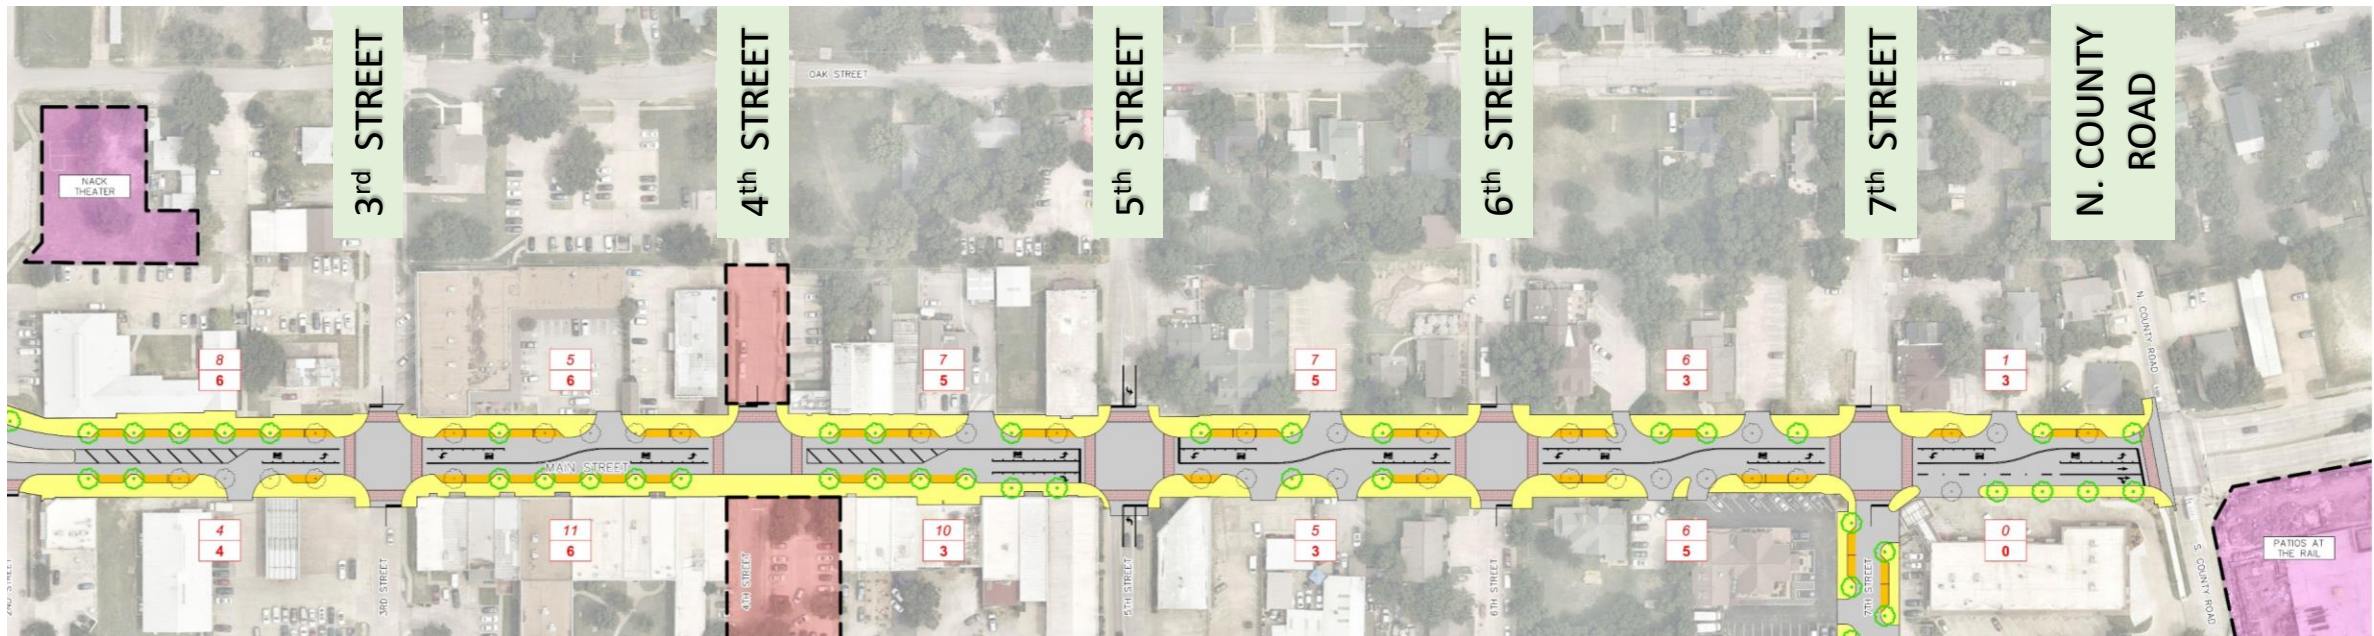 3rd STREET
4th STREET
5th STREET
6th STREET
7th STREET
N. COUNTY
ROAD
OAK STREET
NACK
THEATER
N. COUNTY ROAD
8
6
5
6
7
5
7
5
6
3
1
3
MAIN STREET
4
4
11
6
10
3
5
3
6
5
0
0
2ND STREET
3RD STREET
4TH STREET
5TH STREET
6TH STREET
7TH STREET
S. COUNTY ROAD
PATIOS AT
THE RAIL